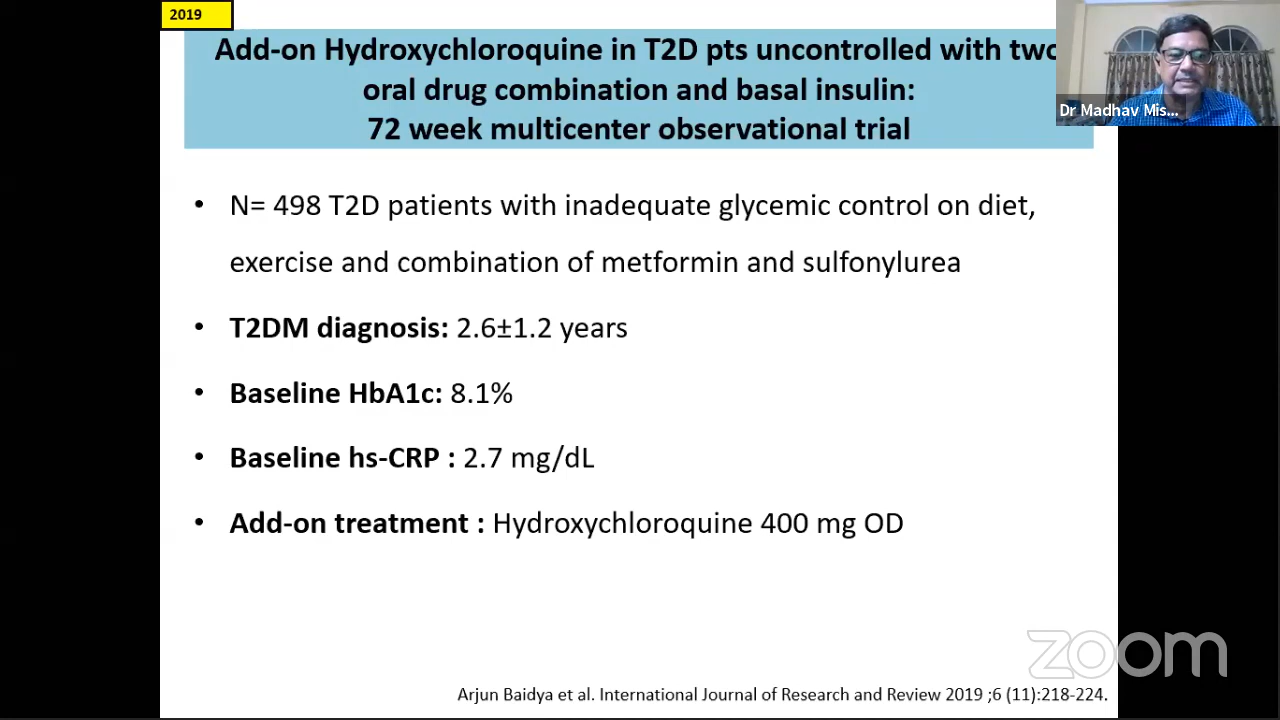 2019
Add-on Hydroxychloroquine in T2D pts uncontrolled with two
oral drug combination and basal insulin:
72 week multicenter observational trial
Dr Madhav Mis...
• N= 498 T2D patients with inadequate glycemic control on diet,
exercise and combination of metformin and sulfonylurea
• T2DM diagnosis: 2.6±1.2 years
• Baseline HbA1c: 8.1%
• Baseline hs-CRP : 2.7 mg/dL
• Add-on treatment : Hydroxychloroquine 400 mg OD
zoom
Arjun Baidya et al. International Journal of Research and Review 2019 ;6 (11):218-224.